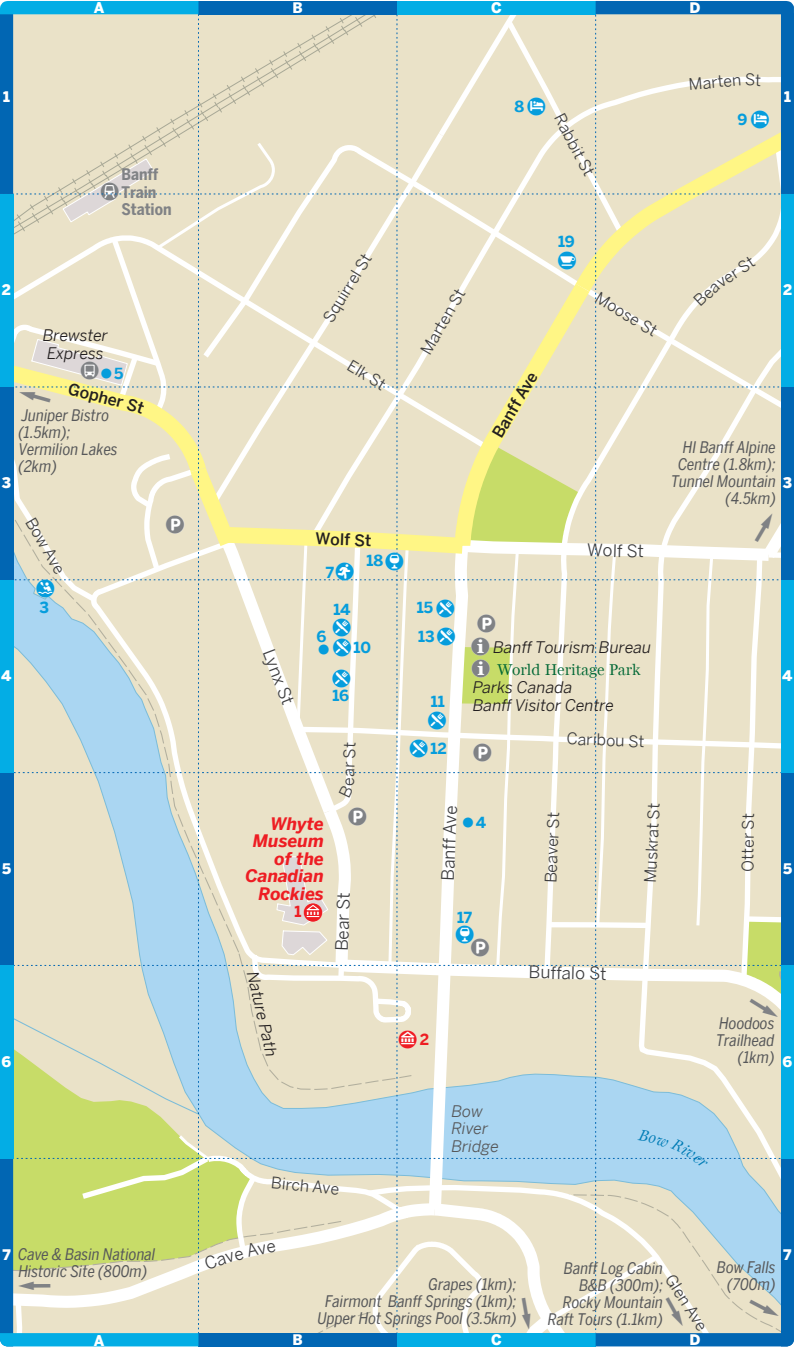 A B C D
1
1
Marten St
8
Rabbit St
9
Banff
Train
Station
19
2
2
Squirrel St
Marten St
Beaver St
Moose St
Brewster
Express
5
Elk St
Banff Ave
Gopher St
Juniper Bistro
(1.5km);
Vermilion Lakes
(2km)
HI Banff Alpine
Centre (1.8km);
Tunnel Mountain
(4.5km)
3
3
P
Bow Ave
Wolf St
Wolf St
18
7
3
14
15
P
6
10
13
i Banff Tourism Bureau
i World Heritage Park
Parks Canada
Banff Visitor Centre
4
4
Lynx St
16
11
12
P
Caribou St
Bear St
P
Whyte
Museum
of the
Canadian
Rockies
1
4
Banff Ave
Beaver St
Muskrat St
Otter St
5
5
Bear St
17
P
Buffalo St
Nature Path
2
Hoodoos
Trailhead
(1km)
6
6
Bow
River
Bridge
Bow River
Birch Ave
Cave Ave
7
7
Cave & Basin National
Historic Site (800m)
Grapes (1km);
Fairmont Banff Springs (1km);
Upper Hot Springs Pool (3.5km)
Banff Log Cabin
B&B (300m);
Rocky Mountain
Raft Tours (1.1km)
Glen Ave
Bow Falls
(700m)
A B C D